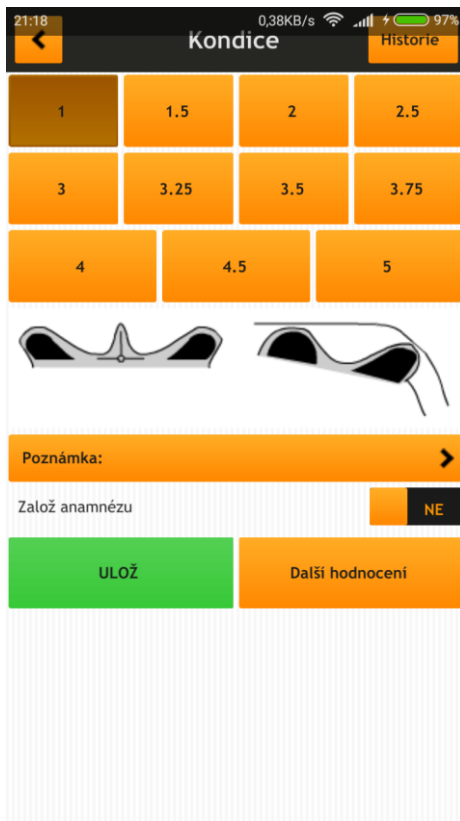 21:18 0,38KB/s 97%
Kondice Historie
1 1.5 2 2.5
3 3.25 3.5 3.75
4 4.5 5
Poznámka:
Založ anamnézu NE
ULOŽ Další hodnocení